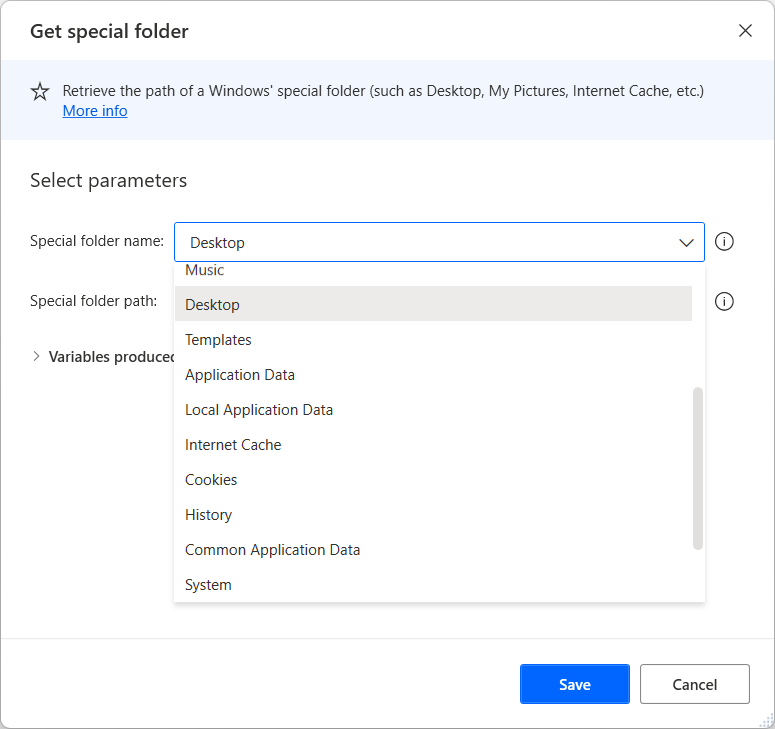 Get special folder
Retrieve the path of a Windows' special folder (such as Desktop, My Pictures, Internet Cache, etc.)
More info
Select parameters
Special folder name:
Desktop
Music
Special folder path:
Desktop
Templates
Variables produced
Application Data
Local Application Data
Internet Cache
Cookies
History
Common Application Data
System
Save
Cancel